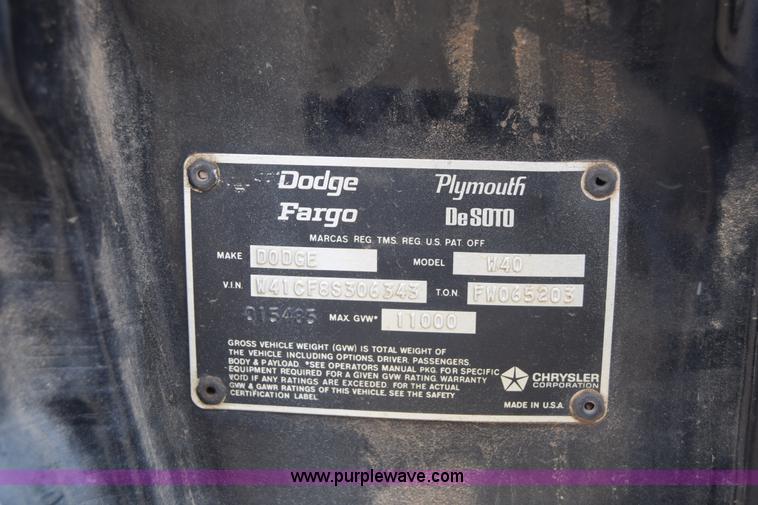 Dodge Plymouth
Fargo De SOTO
MARCAS REG. TMS. REG. U.S. PAT. OFF.
MAKE DODGE MODEL W40
V.I.N. W41CF8S306343 T.O.N. FW065203
015485 MAX. GVW* 11000
GROSS VEHICLE WEIGHT (GVW) IS TOTAL WEIGHT OF
THE VEHICLE INCLUDING OPTIONS, DRIVER, PASSENGERS,
BODY & PAYLOAD. *SEE OPERATORS MANUAL PKG. FOR SPECIFIC
EQUIPMENT REQUIRED FOR A GIVEN GVW RATING. WARRANTY
VOID IF ANY RATINGS ARE EXCEEDED. FOR THE ACTUAL
GVW & GAWR RATINGS OF THIS VEHICLE, SEE THE SAFETY
CERTIFICATION LABEL
CHRYSLER
CORPORATION
MADE IN U.S.A.
www.purplewave.com